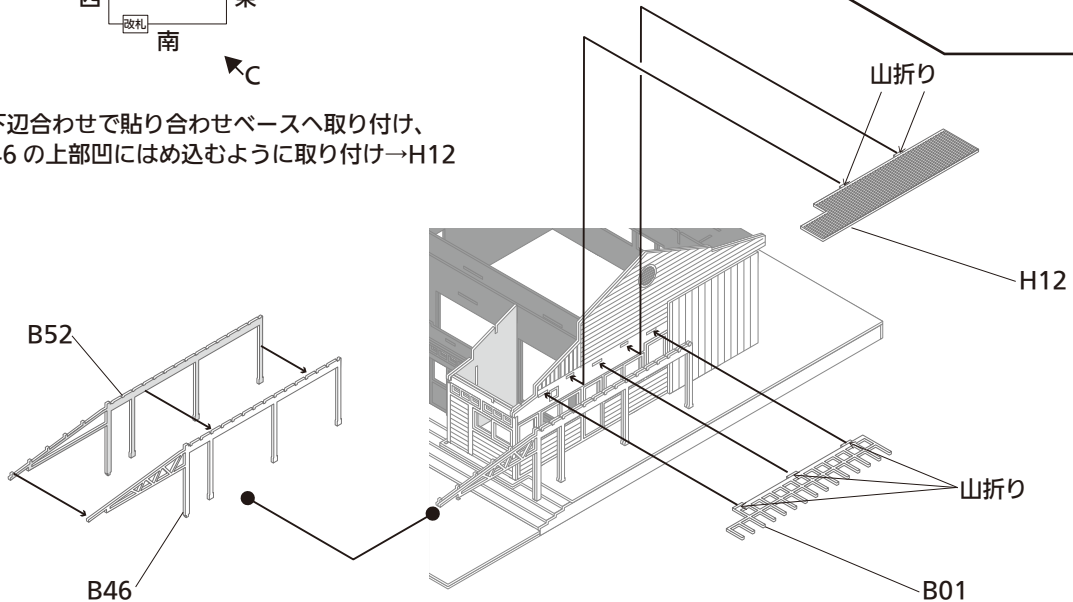 西
東
改札
南
C
下辺合わせで貼り合わせベースへ取り付け、
46 の上部凹にはめ込むように取り付け→H12
山折り
H12
B52
山折り
B46
B01